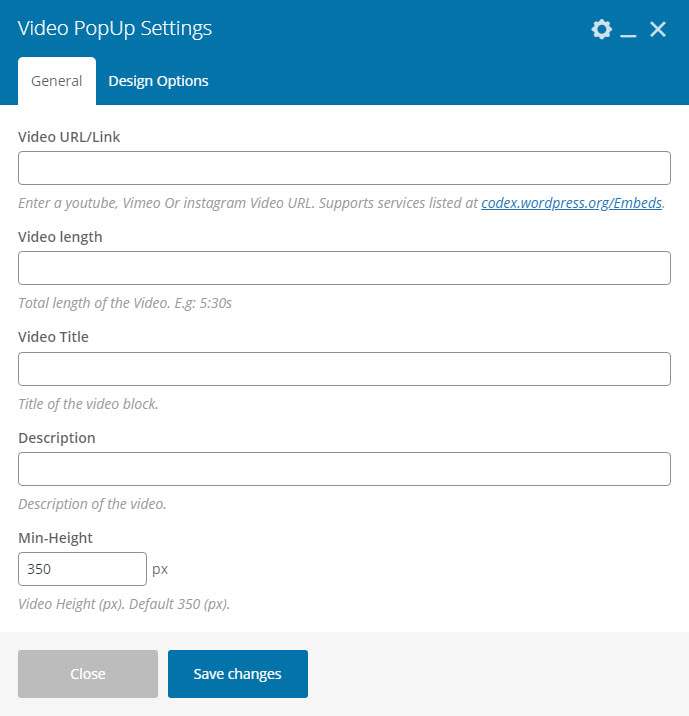 Video PopUp Settings
General Design Options
Video URL/Link
Enter a youtube, Vimeo Or instagram Video URL. Supports services listed at codex.wordpress.org/Embeds.
Video length
Total length of the Video. E.g: 5:30s
Video Title
Title of the video block.
Description
Description of the video.
Min-Height
350 px
Video Height (px). Default 350 (px).
Close Save changes